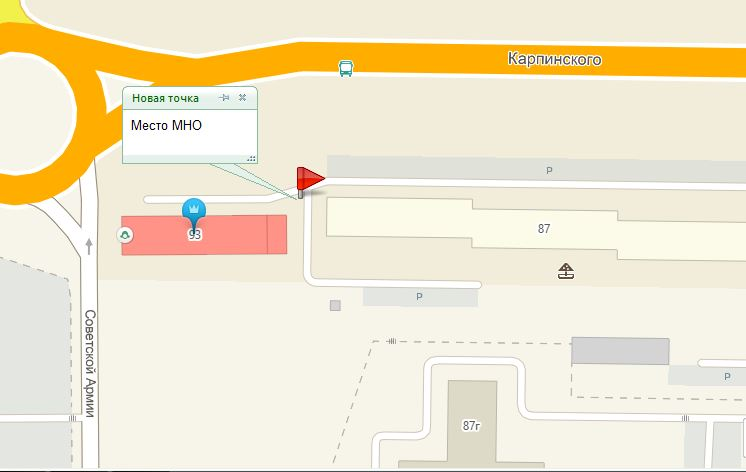 Карпинского
Новая точка
Место МНО
P
93
87
P
Советской Армии
P
87г